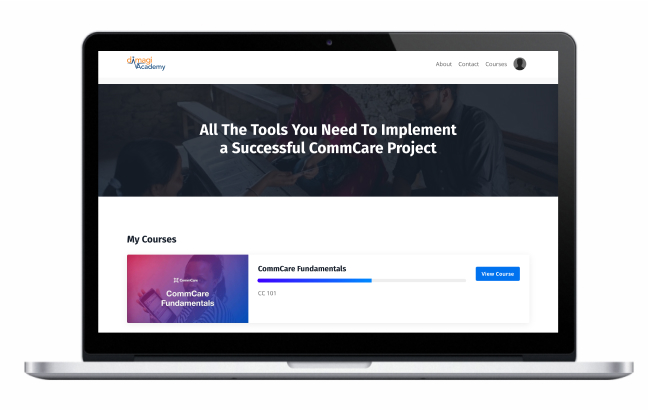 dimagi
Academy
About Contact Courses
All The Tools You Need To Implement
a Successful CommCare Project
My Courses
CommCare
CommCare
Fundamentals
CommCare Fundamentals
CC 101
View Course